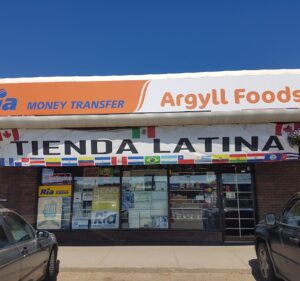 Ria MONEY TRANSFER
Argyll Foods
TIENDA LATINA
Ria